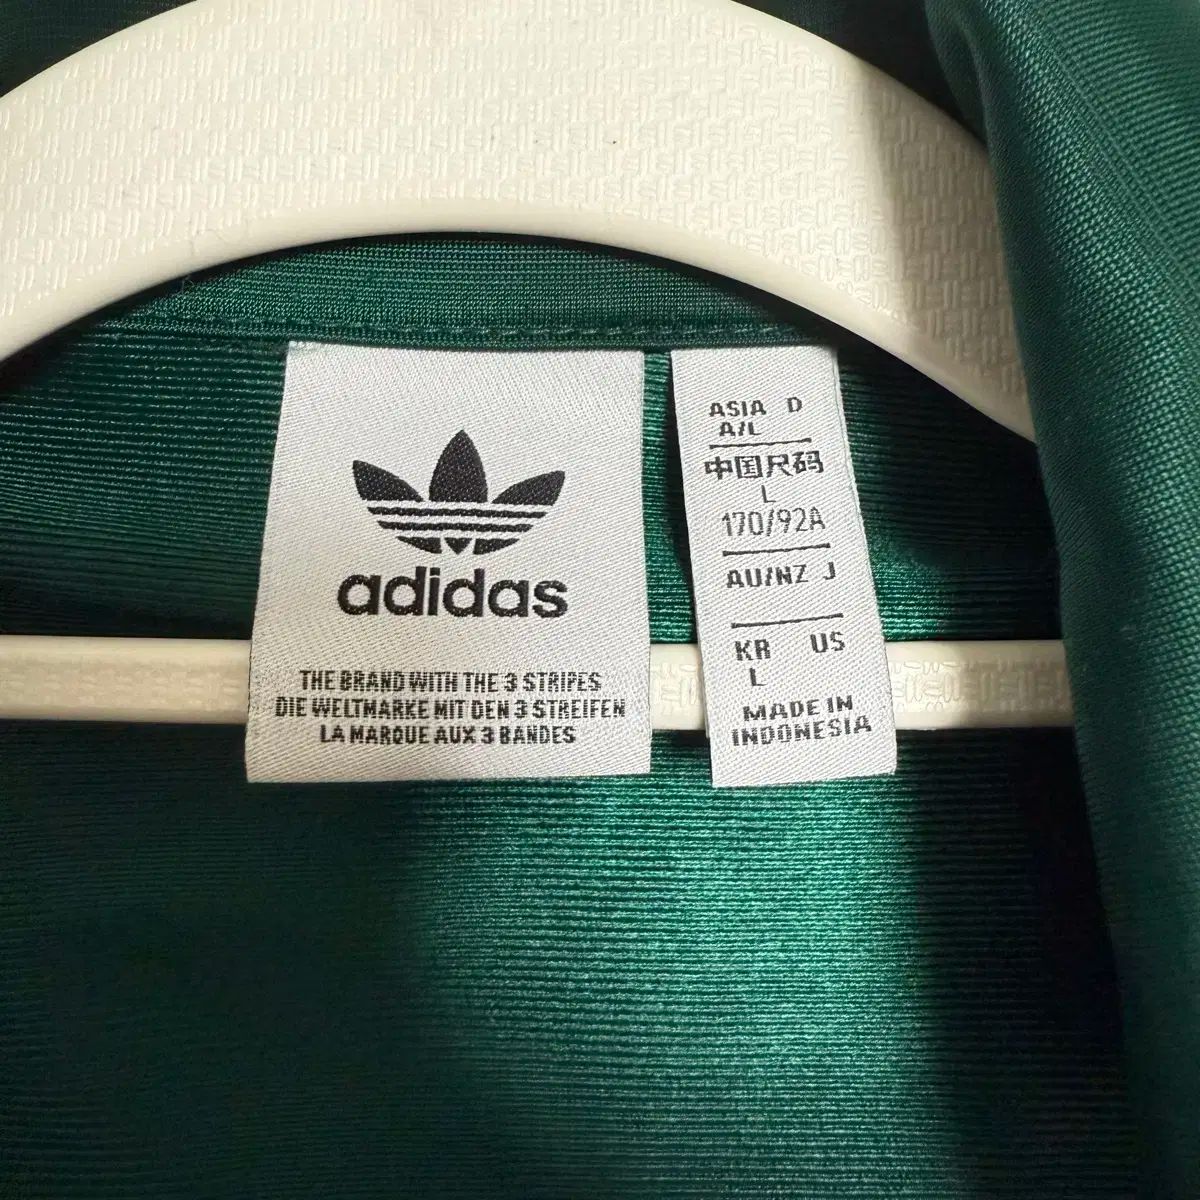 adidas
THE BRAND WITH THE 3 STRIPES
DIE WELTMARKE MIT DEN 3 STREIFEN
LA MARQUE AUX 3 BANDES
ASIA D
A/L
中国尺码
L
170/92A
AU/NZ J
KR US
L
MADE IN
INDONESIA